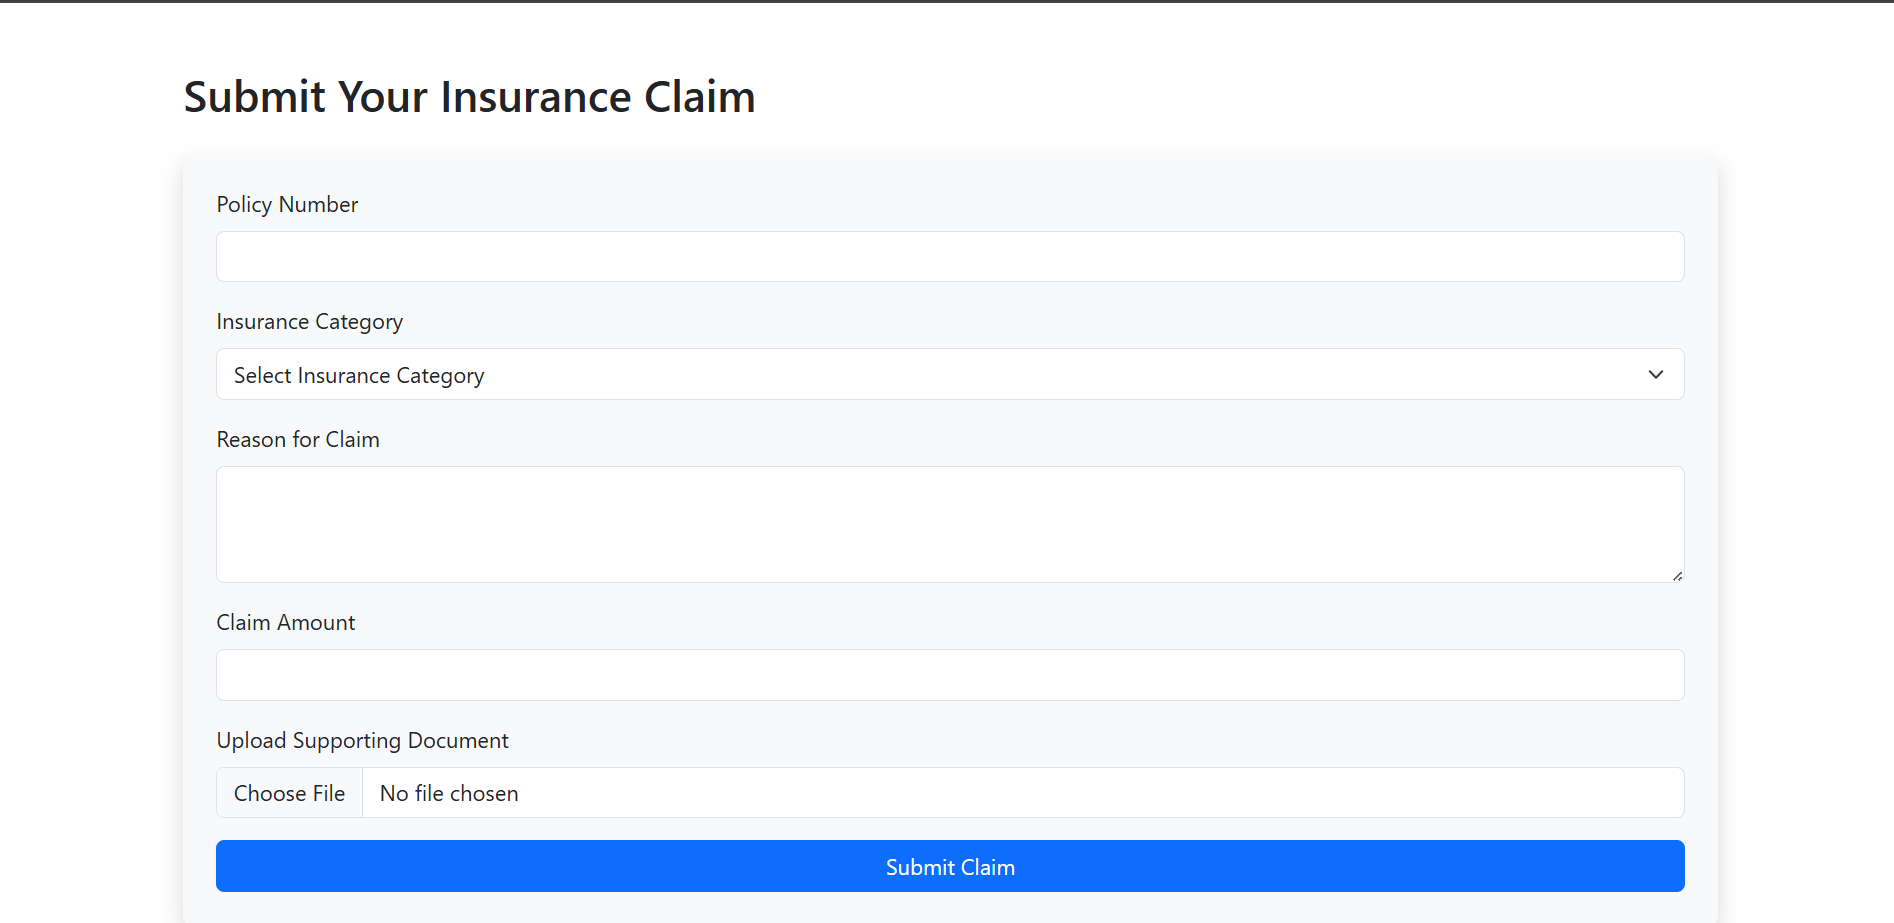 Submit Your Insurance Claim
Policy Number
Insurance Category
Select Insurance Category
Reason for Claim
Claim Amount
Upload Supporting Document
Choose File No file chosen
Submit Claim